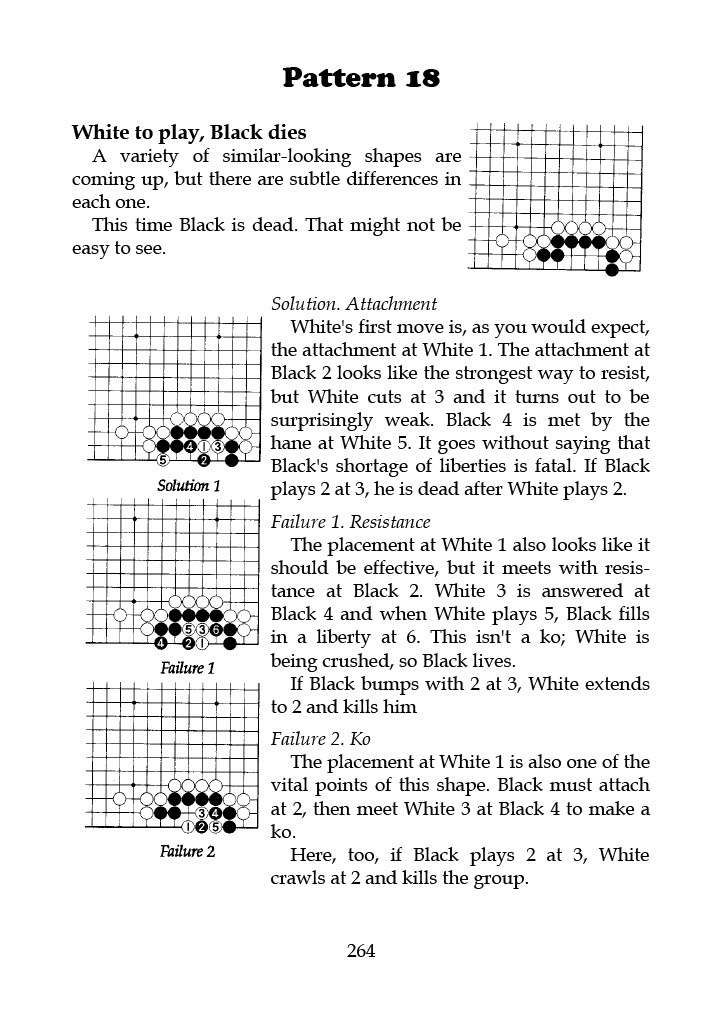 Pattern 18
White to play, Black dies
A variety of similar-looking shapes are
coming up, but there are subtle differences in
each one.
This time Black is dead. That might not be
easy to see.
Solution. Attachment
White's first move is, as you would expect,
the attachment at White 1. The attachment at
Black 2 looks like the strongest way to resist,
but White cuts at 3 and it turns out to be
surprisingly weak. Black 4 is met by the
hane at White 5. It goes without saying that
Black's shortage of liberties is fatal. If Black
plays 2 at 3, he is dead after White plays 2.
4 1 3
5 2
Solution 1
Failure 1. Resistance
The placement at White 1 also looks like it
should be effective, but it meets with resis-
tance at Black 2. White 3 is answered at
Black 4 and when White plays 5, Black fills
in a liberty at 6. This isn't a ko; White is
being crushed, so Black lives.
If Black bumps with 2 at 3, White extends
to 2 and kills him
5 3 6
4 2 1
Failure 1
Failure 2. Ko
The placement at White 1 is also one of the
vital points of this shape. Black must attach
at 2, then meet White 3 at Black 4 to make a
ko.
Here, too, if Black plays 2 at 3, White
crawls at 2 and kills the group.
3 4
1 2 5
Failure 2
264